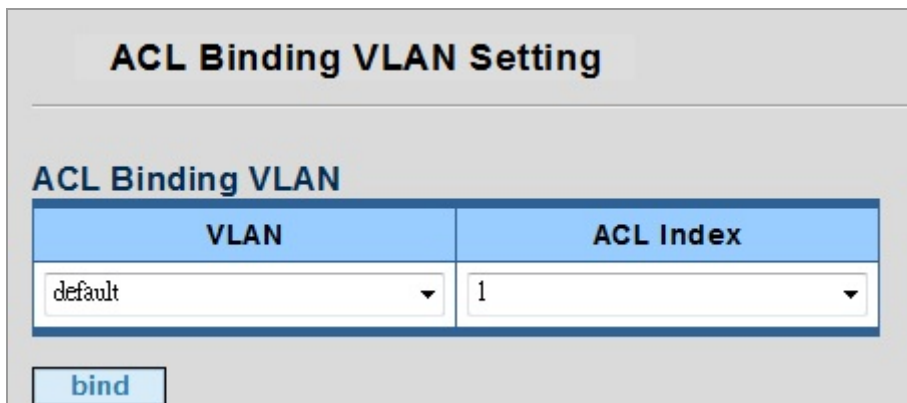 ACL Binding VLAN Setting
ACL Binding VLAN
VLAN ACL Index
default 1
bind